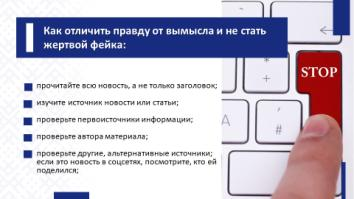 Как отличить правду от вымысла и не стать
жертвой фейка:
прочитайте всю новость, а не только заголовок;
изучите источник новости или статьи;
проверьте первоисточники информации;
проверьте автора материала;
проверьте другие, альтернативные источники;
если это новость в соцсетях, посмотрите, кто ей
поделился;
STOP